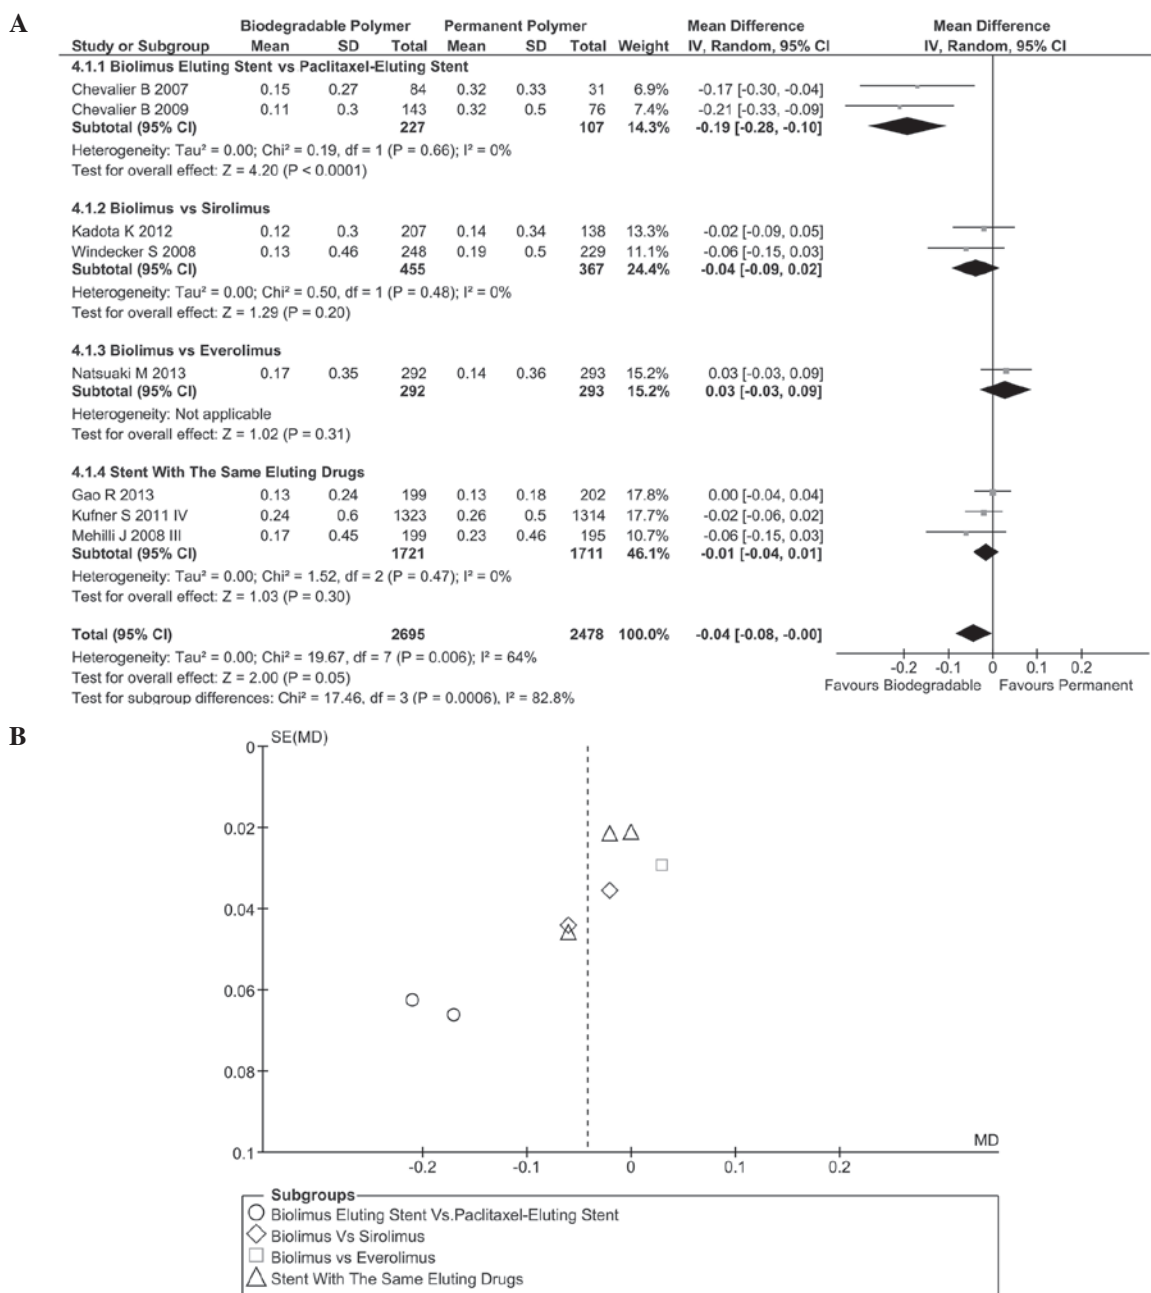 A
Biodegradable Polymer Permanent Polymer Mean Difference Mean Difference
Study or Subgroup Mean SD Total Mean SD Total Weight IV, Random, 95% CI IV, Random, 95% CI
4.1.1 Biolimus Eluting Stent vs Paclitaxel-Eluting Stent
Chevalier B 2007 0.15 0.27 84 0.32 0.33 31 6.9% -0.17 [-0.30, -0.04]
Chevalier B 2009 0.11 0.3 143 0.32 0.5 76 7.4% -0.21 [-0.33, -0.09]
Subtotal (95% CI) 227 107 14.3% -0.19 [-0.28, -0.10]
Heterogeneity: Tau² = 0.00; Chi² = 0.19, df = 1 (P = 0.66); I² = 0%
Test for overall effect: Z = 4.20 (P < 0.0001)
4.1.2 Biolimus vs Sirolimus
Kadota K 2012 0.12 0.3 207 0.14 0.34 138 13.3% -0.02 [-0.09, 0.05]
Windecker S 2008 0.13 0.46 248 0.19 0.5 229 11.1% -0.06 [-0.15, 0.03]
Subtotal (95% CI) 455 367 24.4% -0.04 [-0.09, 0.02]
Heterogeneity: Tau² = 0.00; Chi² = 0.50, df = 1 (P = 0.48); I² = 0%
Test for overall effect: Z = 1.29 (P = 0.20)
4.1.3 Biolimus vs Everolimus
Natsuaki M 2013 0.17 0.35 292 0.14 0.36 293 15.2% 0.03 [-0.03, 0.09]
Subtotal (95% CI) 292 293 15.2% 0.03 [-0.03, 0.09]
Heterogeneity: Not applicable
Test for overall effect: Z = 1.02 (P = 0.31)
4.1.4 Stent With The Same Eluting Drugs
Gao R 2013 0.13 0.24 199 0.13 0.18 202 17.8% 0.00 [-0.04, 0.04]
Kufner S 2011 IV 0.24 0.6 1323 0.26 0.5 1314 17.7% -0.02 [-0.06, 0.02]
Mehilli J 2008 III 0.17 0.45 199 0.23 0.46 195 10.7% -0.06 [-0.15, 0.03]
Subtotal (95% CI) 1721 1711 46.1% -0.01 [-0.04, 0.01]
Heterogeneity: Tau² = 0.00; Chi² = 1.52, df = 2 (P = 0.47); I² = 0%
Test for overall effect: Z = 1.03 (P = 0.30)
Total (95% CI) 2695 2478 100.0% -0.04 [-0.08, -0.00]
Heterogeneity: Tau² = 0.00; Chi² = 19.67, df = 7 (P = 0.006); I² = 64%
Test for overall effect: Z = 2.00 (P = 0.05)
Test for subgroup differences: Chi² = 17.46, df = 3 (P = 0.0006), I² = 82.8%
-0.2 -0.1 0 0.1 0.2
Favours Biodegradable Favours Permanent
B
SE(MD)
0
0.02
0.04
0.06
0.08
0.1
MD
-0.2 -0.1 0 0.1 0.2
Subgroups
Biolimus Eluting Stent Vs.Paclitaxel-Eluting Stent
Biolimus Vs Sirolimus
Biolimus vs Everolimus
Stent With The Same Eluting Drugs